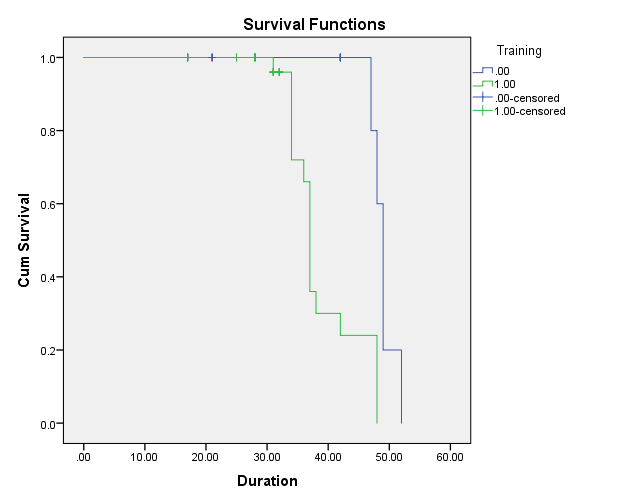 Survival Functions
Training
.00
1.00
.00-censored
1.00-censored
1.0
0.8
0.6
0.4
0.2
0.0
Cum Survival
.00 10.00 20.00 30.00 40.00 50.00 60.00
Duration